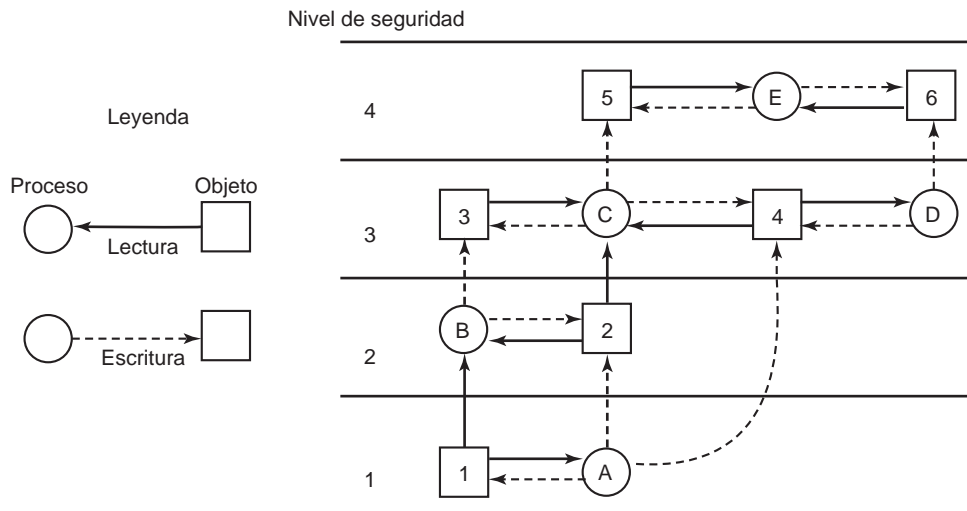 Nivel de seguridad
Leyenda
Proceso Objeto
Lectura
Escritura
4
5 E 6
3
3 C 4 D
2
B 2
1
1 A